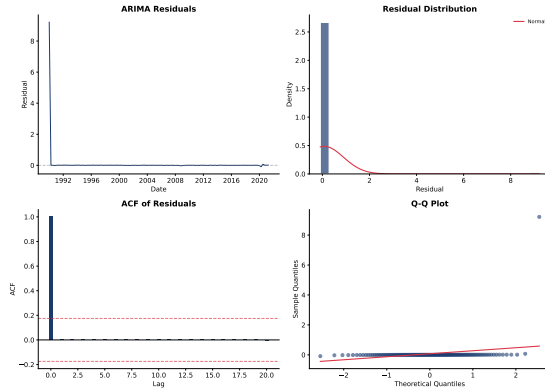 ARIMA Residuals
8
6
4
2
0
Residual
1992 1996 2000 2004 2008 2012 2016 2020
Date
Residual Distribution
Norma
2.5
2.0
1.5
1.0
0.5
0.0
Density
0 2 4 6 8
Residual
ACF of Residuals
1.0
0.8
0.6
0.4
0.2
0.0
−0.2
ACF
0.0 2.5 5.0 7.5 10.0 12.5 15.0 17.5 20.0
Lag
Q-Q Plot
8
6
4
2
0
Sample Quantiles
−2 −1 0 1 2
Theoretical Quantiles